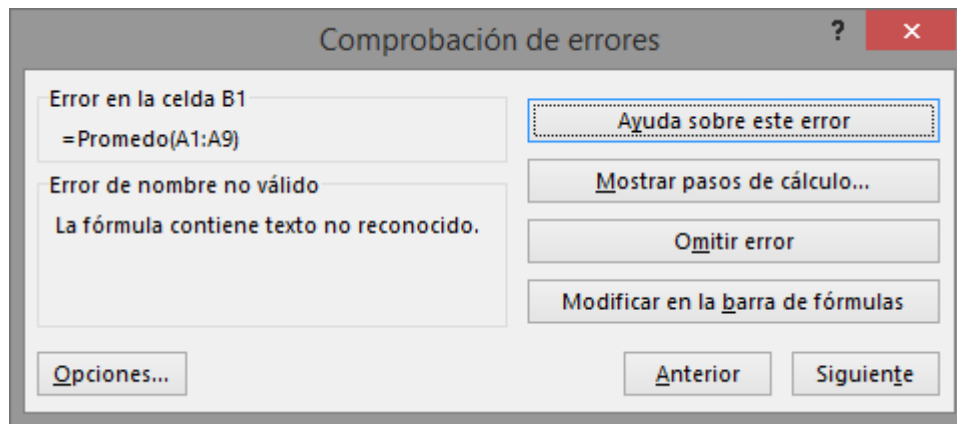 Comprobación de errores
?
Error en la celda B1
=Promedo(A1:A9)
Error de nombre no válido
La fórmula contiene texto no reconocido.
Ayuda sobre este error
Mostrar pasos de cálculo...
Omitir error
Modificar en la barra de fórmulas
Opciones...
Anterior
Siguiente